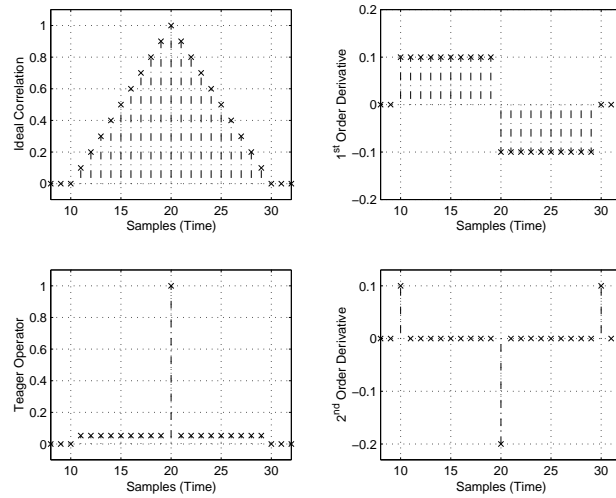 1
0.8
0.6
0.4
0.2
0
10 15 20 25 30
Samples (Time)
Ideal Correlation
0.2
0.1
0
−0.1
−0.2
10 15 20 25 30
Samples (Time)
1st Order Derivative
1
0.8
0.6
0.4
0.2
0
10 15 20 25 30
Samples (Time)
Teager Operator
0.1
0
−0.1
−0.2
10 15 20 25 30
Samples (Time)
2nd Order Derivative